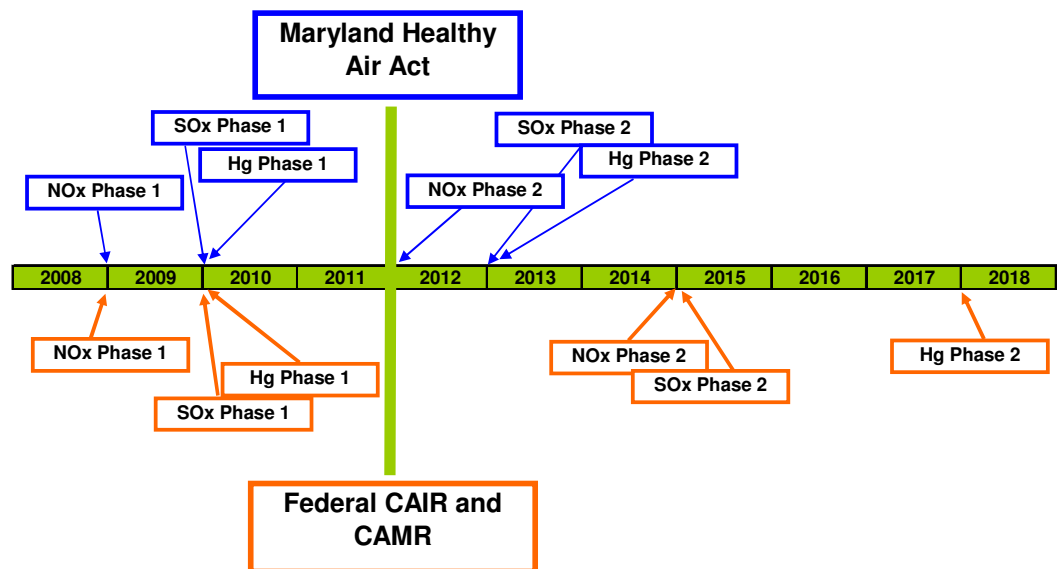 Maryland Healthy
Air Act
SOx Phase 1
SOx Phase 2
Hg Phase 1
Hg Phase 2
NOx Phase 1
NOx Phase 2
2008 2009 2010 2011 2012 2013 2014 2015 2016 2017 2018
NOx Phase 1
NOx Phase 2
Hg Phase 2
Hg Phase 1
SOx Phase 2
SOx Phase 1
Federal CAIR and
CAMR